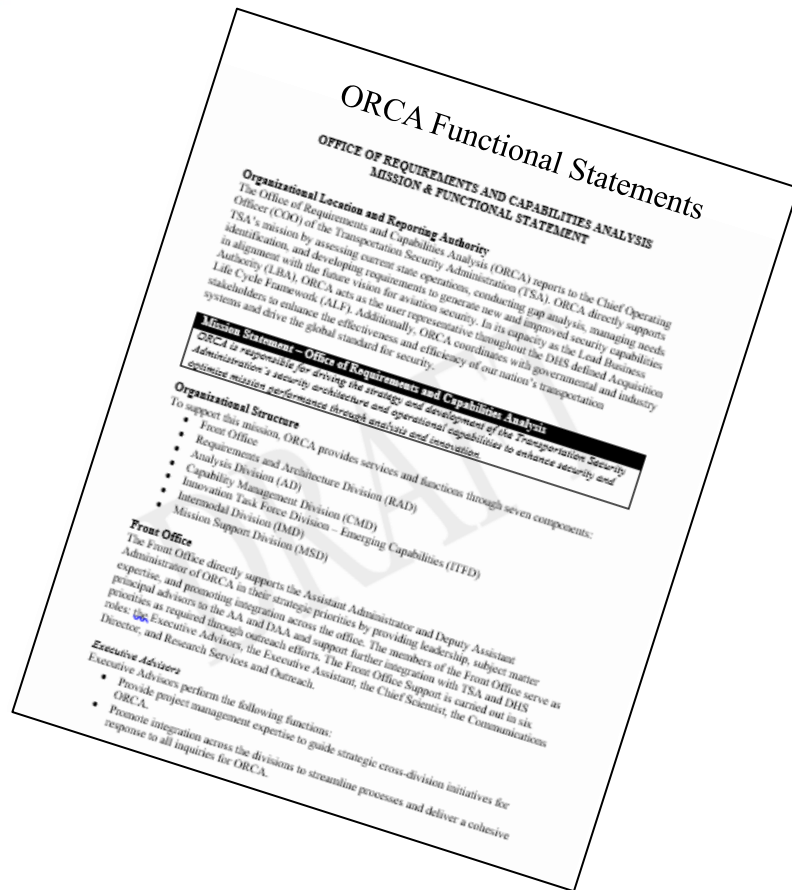 ORCA Functional Statements
OFFICE OF REQUIREMENTS AND CAPABILITIES ANALYSIS
MISSION & FUNCTIONAL STATEMENT
Organizational Location and Reporting Authority
The Office of Requirements and Capabilities Analysis (ORCA) reports to the Chief Operating
Officer (COO) of the Transportation Security Administration (TSA). ORCA directly supports
TSA's mission by assessing current state operations, conducting gap analysis, managing needs
identification, and developing requirements to generate new and improved security capabilities
in alignment with the future vision for aviation security. In its capacity as the Lead Business
Authority (LBA), ORCA acts as the user representative throughout the DHS defined Acquisition
Life Cycle Framework (ALF). Additionally, ORCA coordinates with governmental and industry
stakeholders to enhance the effectiveness and efficiency of our nation's transportation
systems and drive the global standard for security.
Mission Statement – Office of Requirements and Capabilities Analysis
ORCA is responsible for driving the strategy and development of the Transportation Security
Administration's security architecture and operational capabilities to enhance security and
optimize mission performance through analysis and innovation.
Organizational Structure
To support this mission, ORCA provides services and functions through seven components:
• Front Office
• Requirements and Architecture Division (RAD)
• Analysis Division (AD)
• Capability Management Division (CMD)
• Innovation Task Force Division – Emerging Capabilities (ITFD)
• Intermodal Division (IMD)
• Mission Support Division (MSD)
Front Office
The Front Office directly supports the Assistant Administrator and Deputy Assistant
Administrator of ORCA in their strategic priorities by providing leadership, subject matter
expertise, and promoting integration across the office. The members of the Front Office serve as
principal advisors to the AA and DAA and support further integration with TSA and DHS
priorities as required through outreach efforts. The Front Office Support is carried out in six
roles: the Executive Advisors, the Executive Assistant, the Chief Scientist, the Communications
Director, and Research Services and Outreach.
Executive Advisors
Executive Advisors perform the following functions:
• Provide project management expertise to guide strategic cross-division initiatives for
ORCA.
• Promote integration across the divisions to streamline processes and deliver a cohesive
response to all inquiries for ORCA.
DRAFT